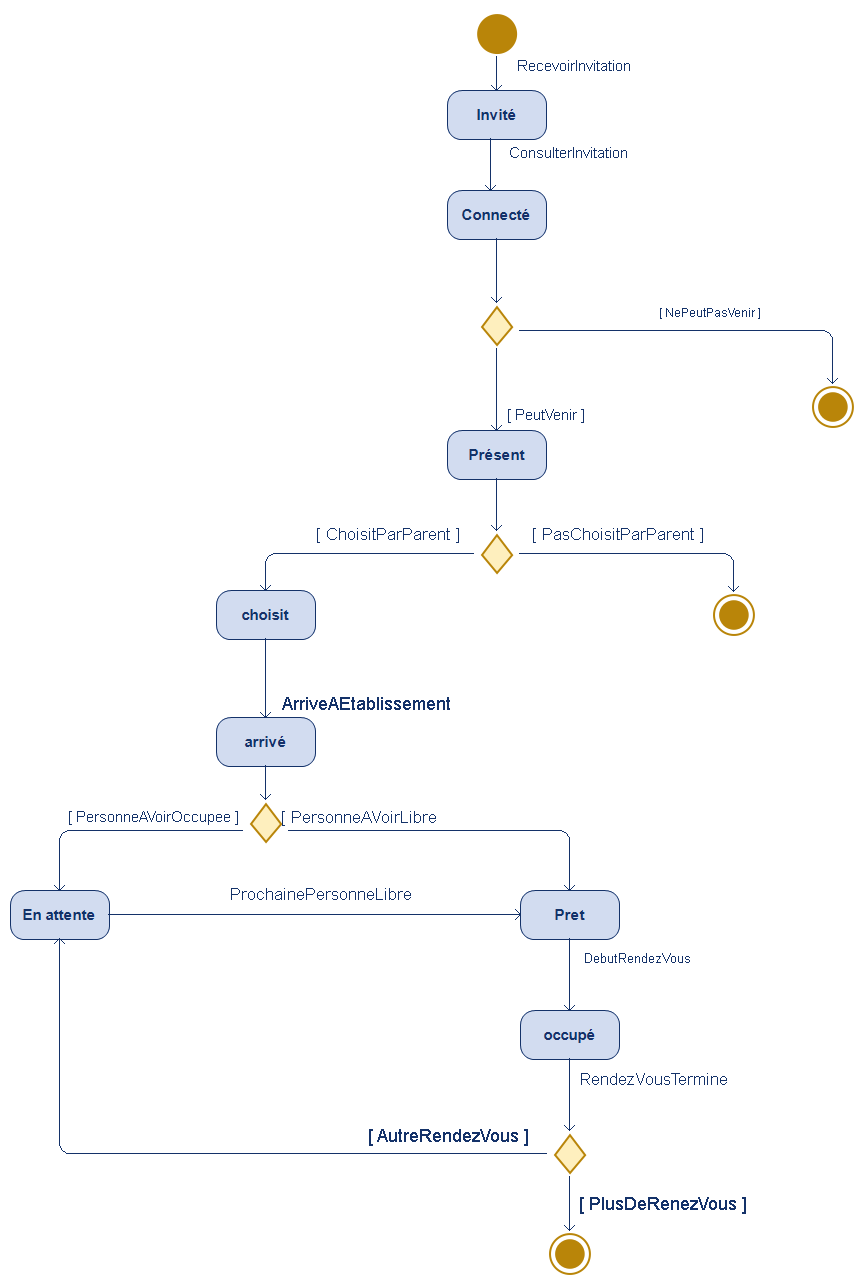 RecevoirInvitation
Invité
ConsulterInvitation
Connecté
[ NePeutPasVenir ]
[ PeutVenir ]
Présent
[ ChoisitParParent ]
[ PasChoisitParParent ]
choisit
ArriveAEtablissement
arrivé
[ PersonneAVoirOccupee ]
[ PersonneAVoirLibre
ProchainePersonneLibre
En attente
Pret
DebutRendezVous
occupé
RendezVousTermine
[ AutreRendezVous ]
[ PlusDeRenezVous ]